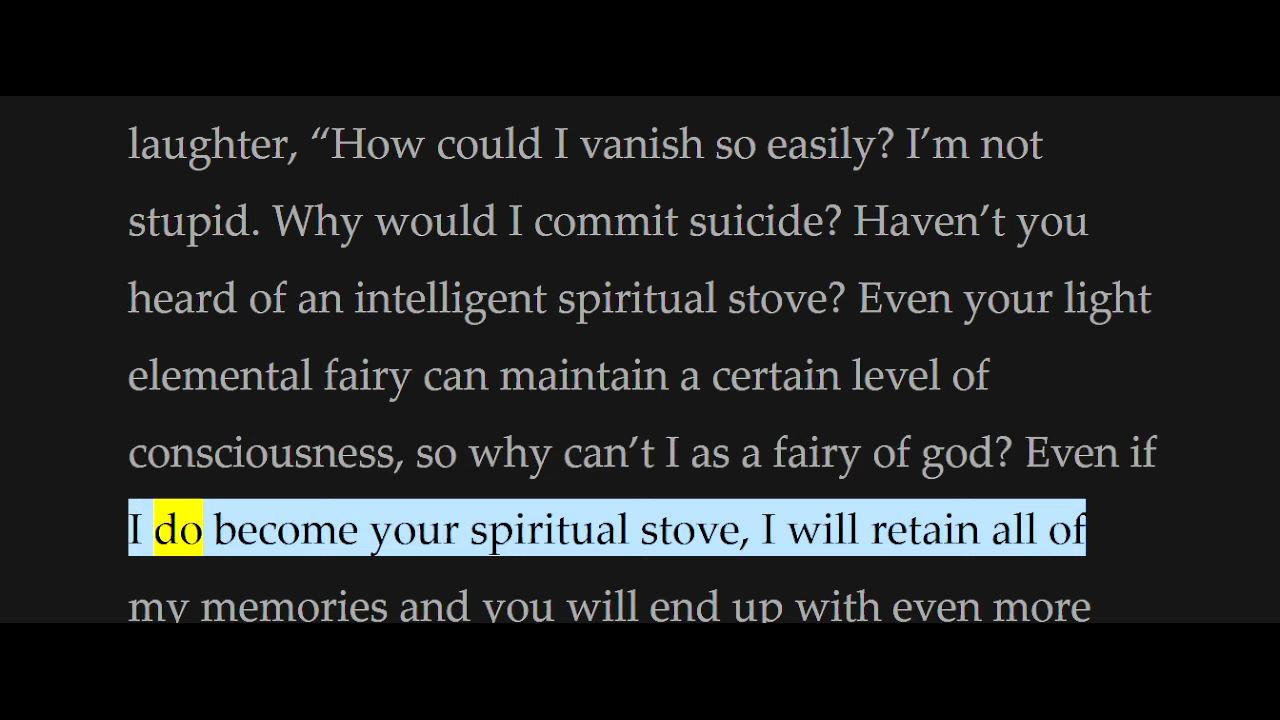 laughter, “How could I vanish so easily? I’m not
stupid. Why would I commit suicide? Haven’t you
heard of an intelligent spiritual stove? Even your light
elemental fairy can maintain a certain level of
consciousness, so why can’t I as a fairy of god? Even if
I do become your spiritual stove, I will retain all of
my memories and you will end up with even more